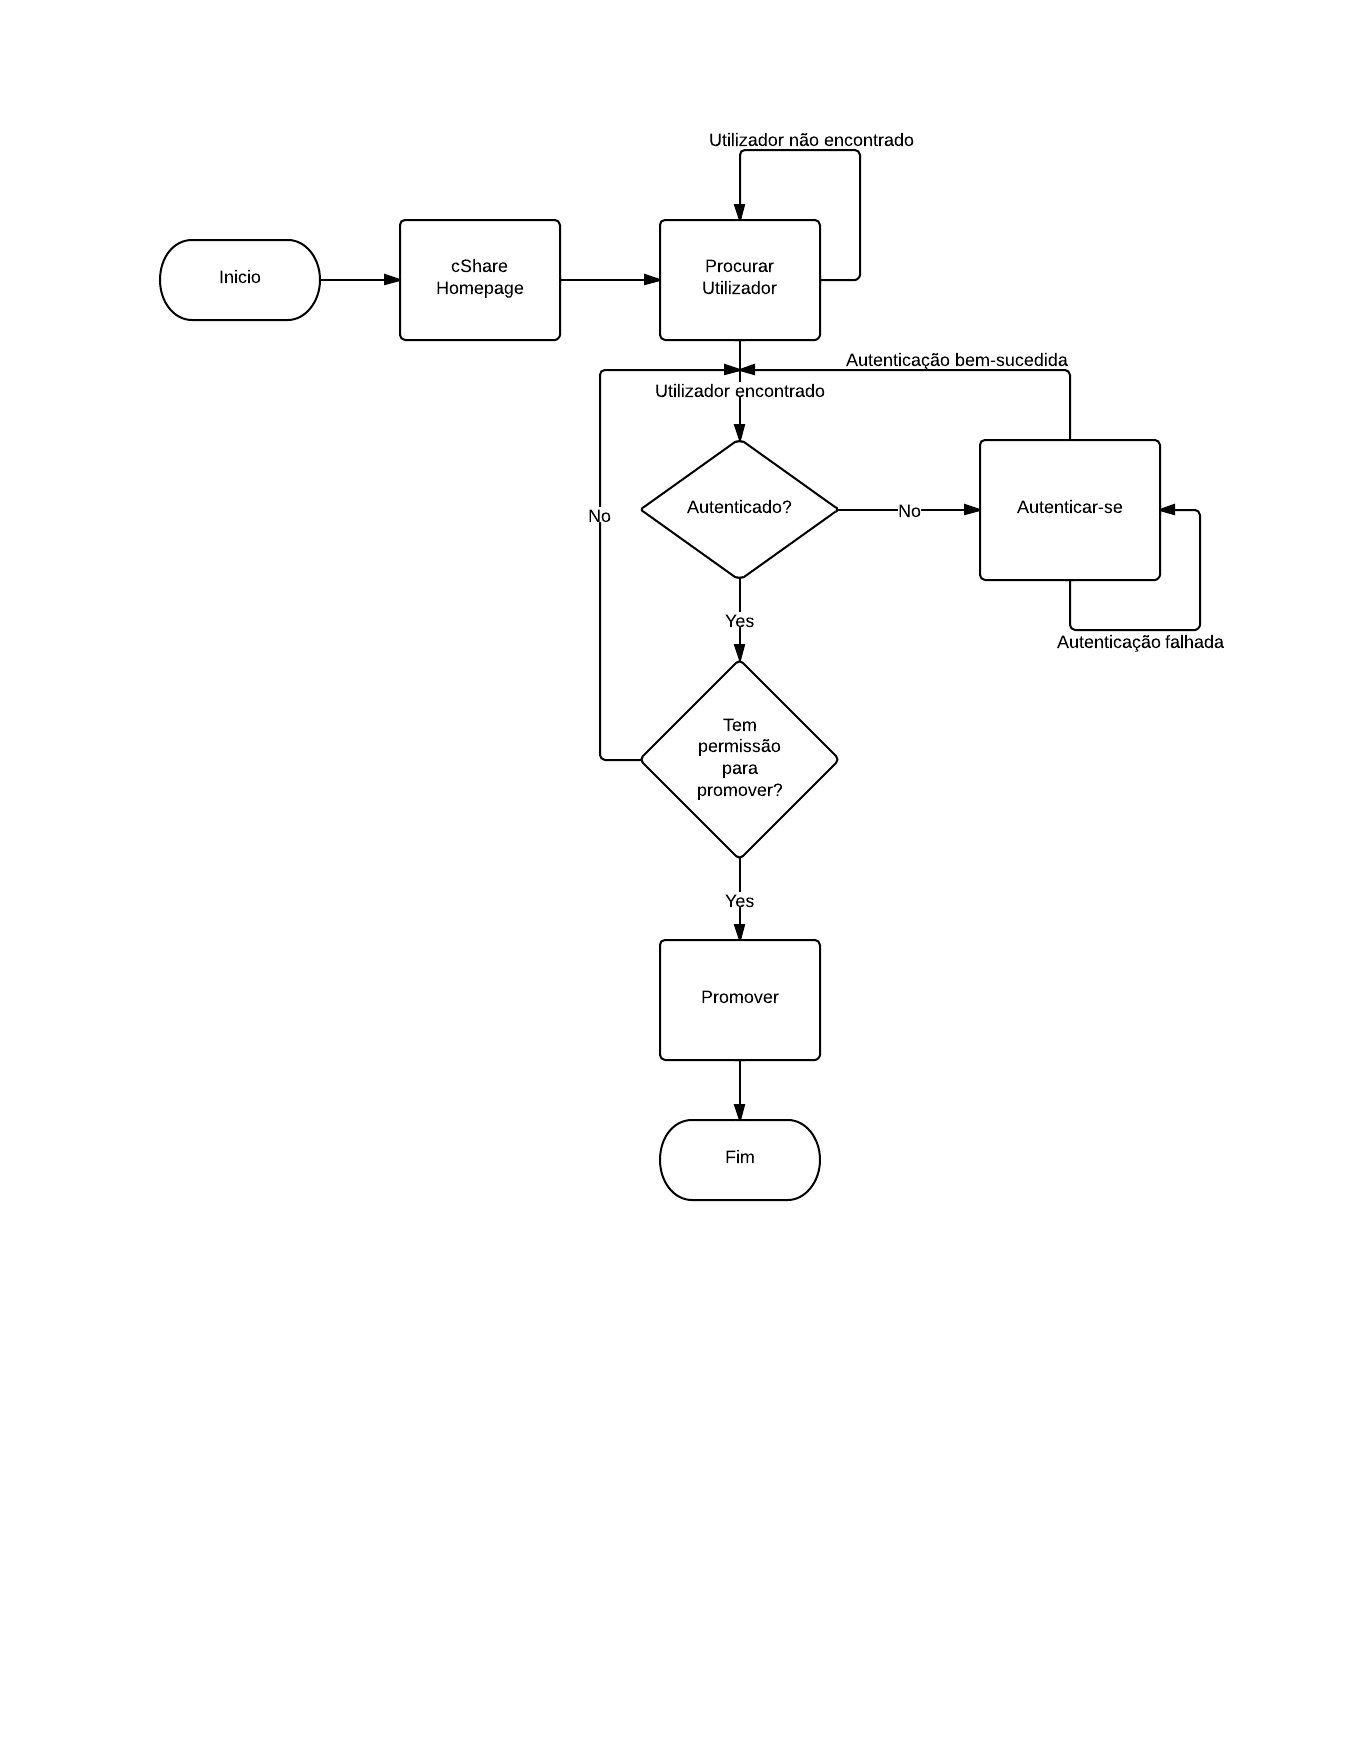 Utilizador não encontrado
Inicio
cShare
Homepage
Procurar
Utilizador
Autenticação bem-sucedida
Utilizador encontrado
Autenticado?
No
Autenticar-se
No
Yes
Autenticação falhada
Tem
permissão
para
promover?
Yes
Promover
Fim